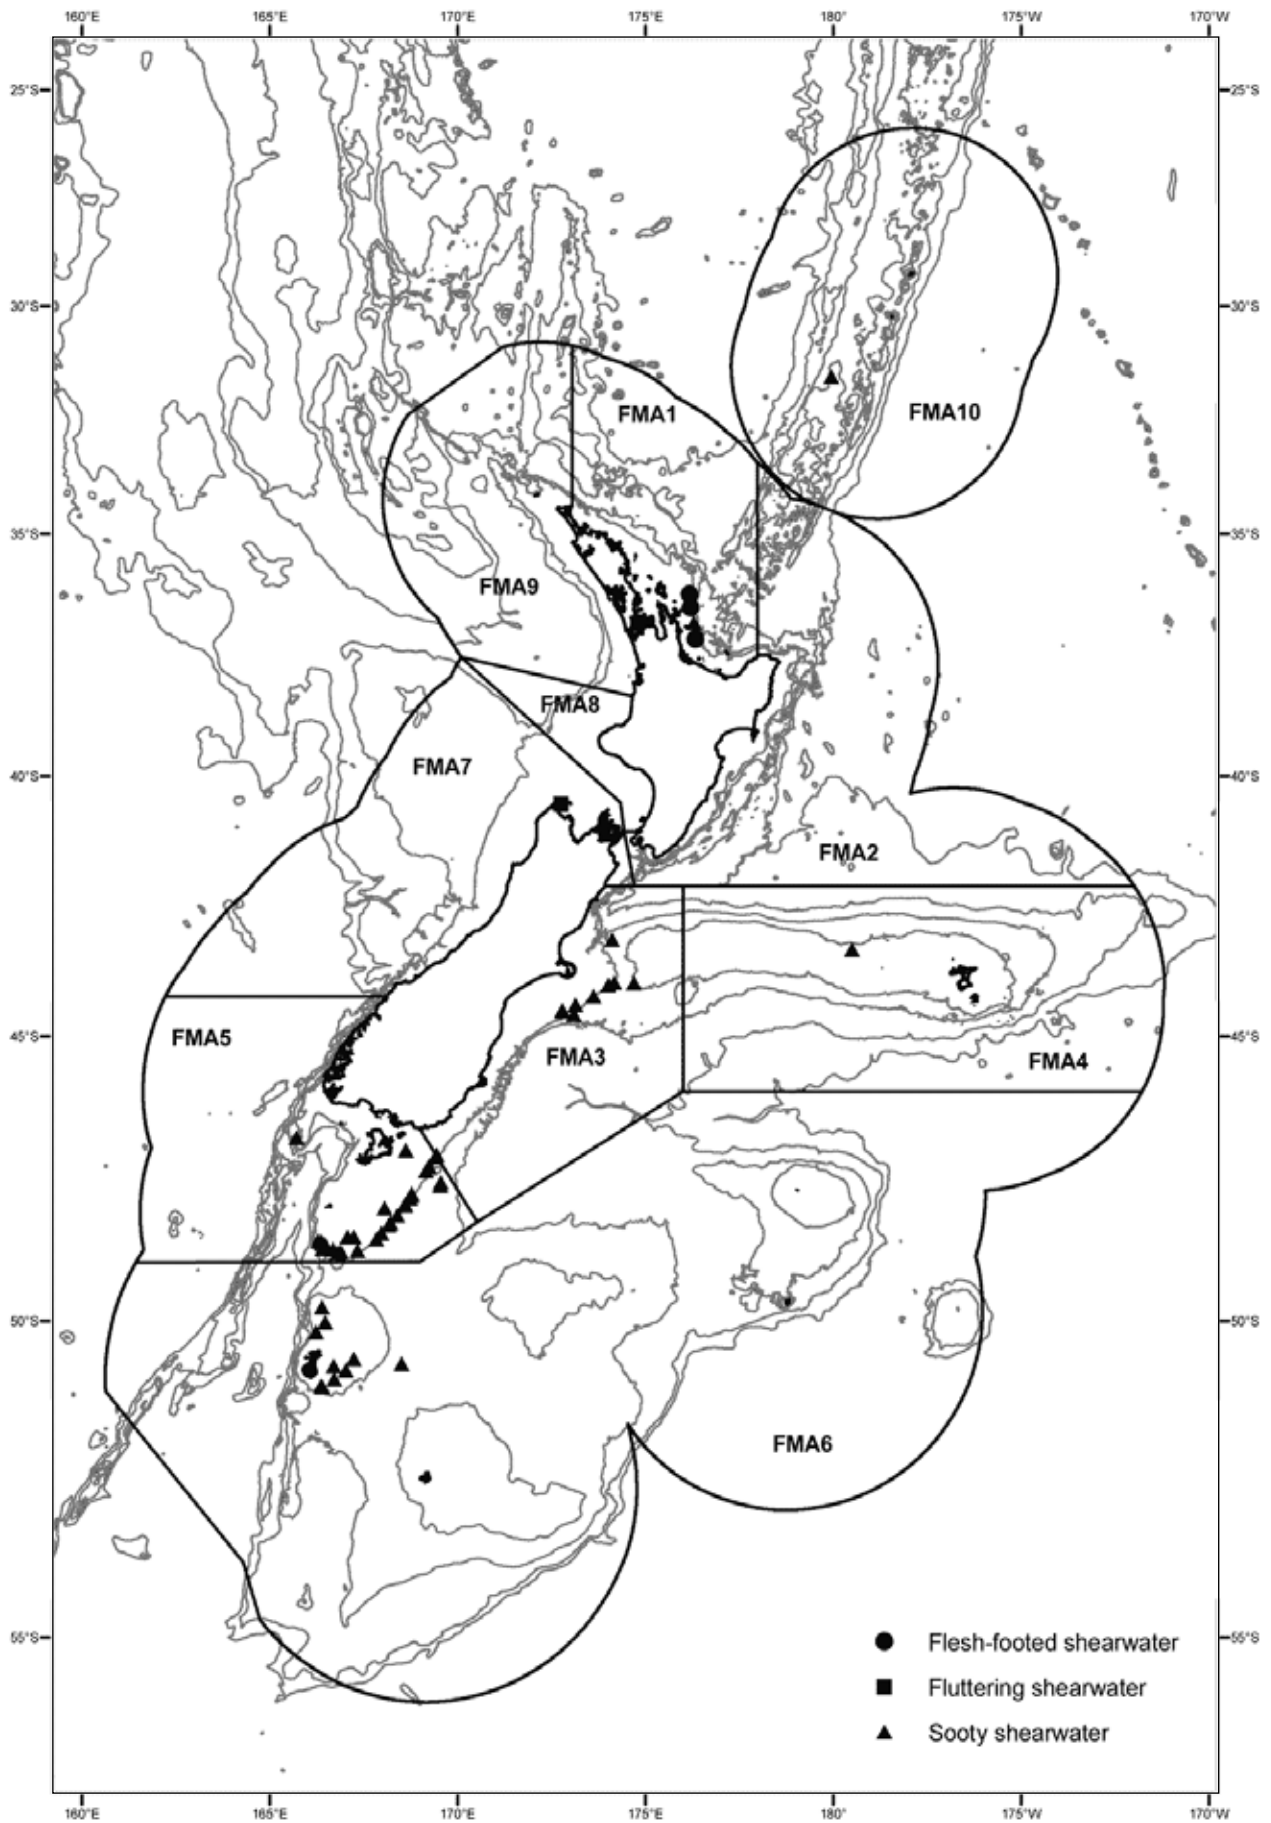 160°E 165°E 170°E 175°E 180° 175°W 170°W
25°S 25°S
30°S 30°S
FMA1
FMA10
35°S 35°S
FMA9
FMA8
FMA7
40°S 40°S
FMA2
FMA5
45°S 45°S
FMA3
FMA4
50°S 50°S
FMA6
55°S 55°S
Flesh-footed shearwater
Fluttering shearwater
Sooty shearwater
160°E 165°E 170°E 175°E 180° 175°W 170°W